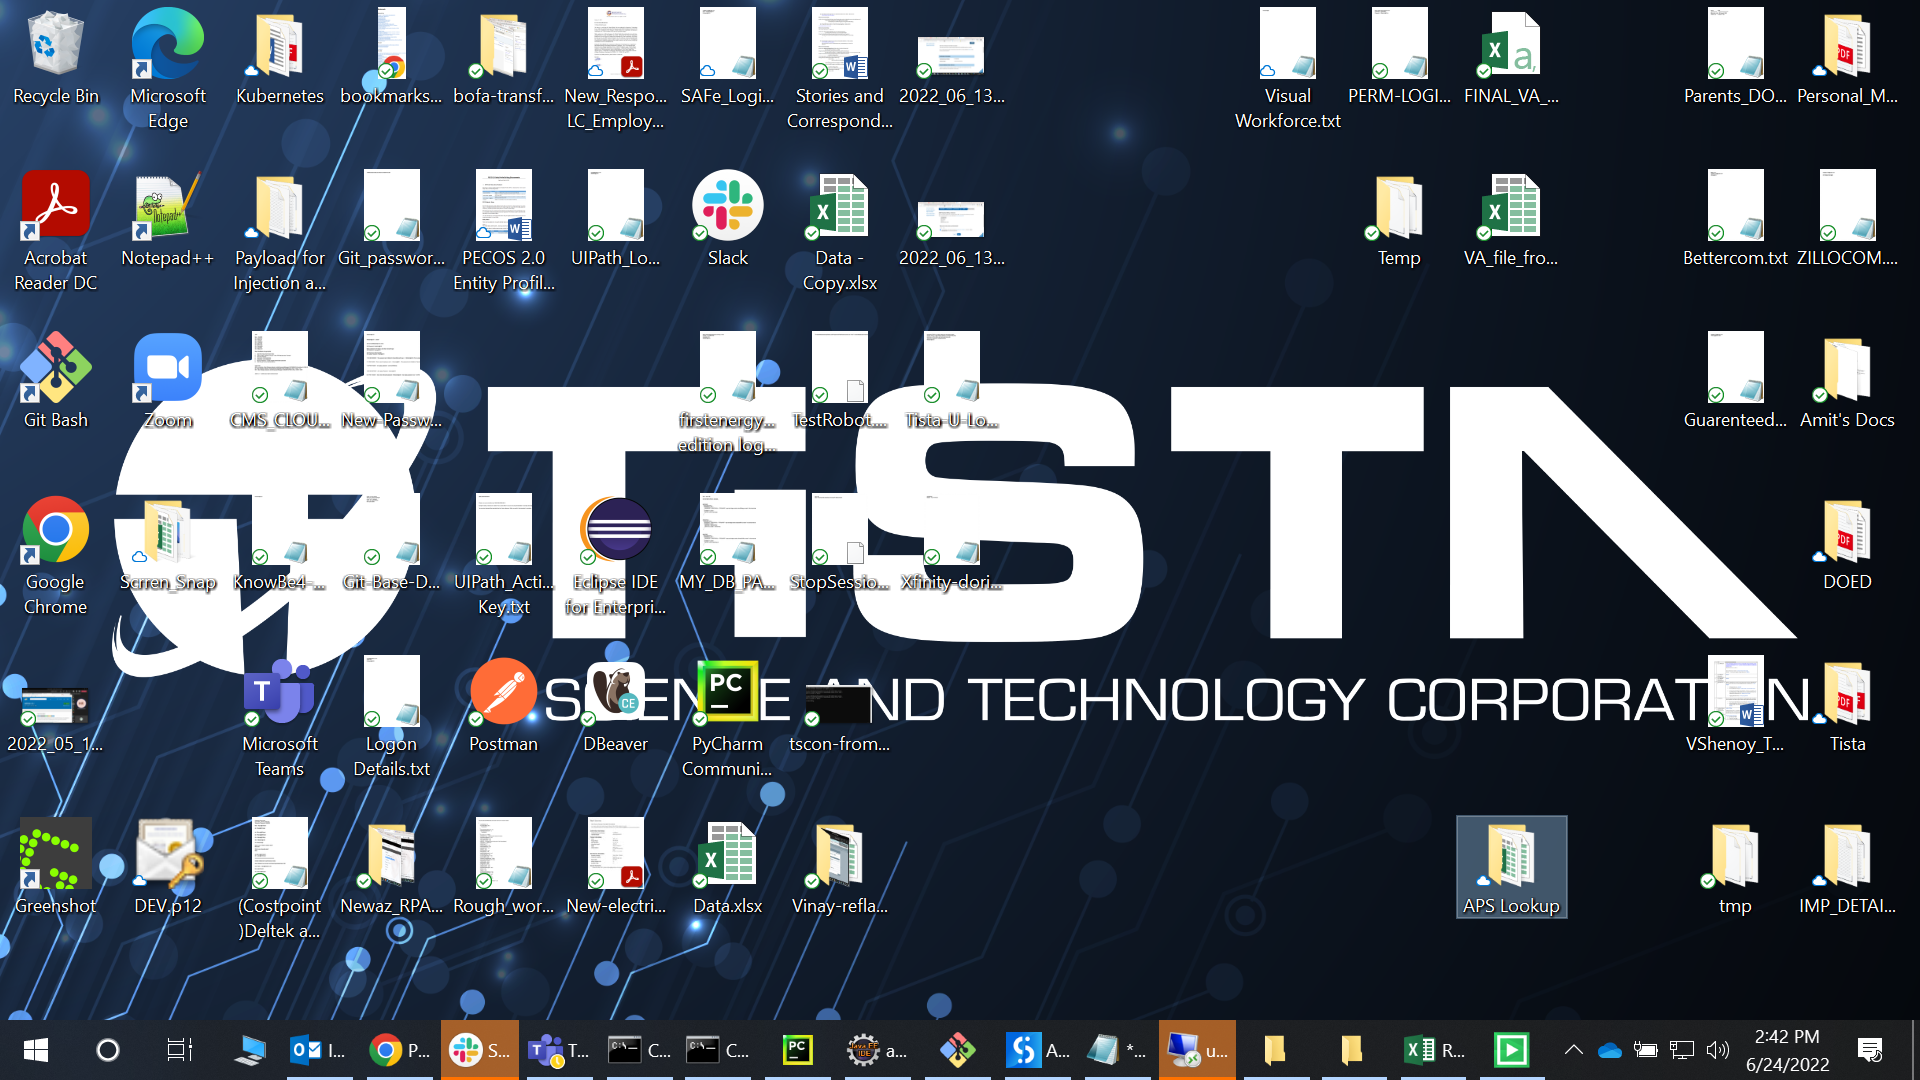 Recycle Bin
Microsoft
Edge
Kubernetes
bookmarks...
bofa-transf...
New_Respo...
LC_Employ...
SAFe_Logi...
Stories and
Correspond...
2022_06_13...
Visual
Workforce.txt
PERM-LOGI...
FINAL_VA_...
Parents_DO...
Personal_M...
Acrobat
Reader DC
Notepad++
Payload for
Injection a...
Git_passwor...
PECOS 2.0
Entity Profil...
UIPath_Lo...
Slack
Data -
Copy.xlsx
2022_06_13...
Temp
VA_file_fro...
Bettercom.txt
ZILLOCOM....
Git Bash
Zoom
CMS_CLOU...
New-Passw...
firstenergy...
edition log...
TestRobot....
Tista-U-Lo...
Guarenteed...
Amit's Docs
TiSTA
Google
Chrome
Scrren_Snap
KnowBe4-...
Git-Base-D...
UIPath_Acti...
Key.txt
Eclipse IDE
for Enterpri...
MY_DB_PA...
StopSessio...
Xfinity-dori...
DOED
SCIENCE AND TECHNOLOGY CORPORATION
2022_05_1...
Microsoft
Teams
Logon
Details.txt
Postman
DBeaver
PyCharm
Communi...
tscon-from...
VShenoy_T...
Tista
Greenshot
DEV.p12
(Costpoint
)Deltek a...
Newaz_RPA...
Rough_wor...
New-electri...
Data.xlsx
Vinay-refla...
APS Lookup
tmp
IMP_DETAI...
I...
P...
S...
T...
C...
C...
a...
A...
*...
u...
R...
2:42 PM
6/24/2022